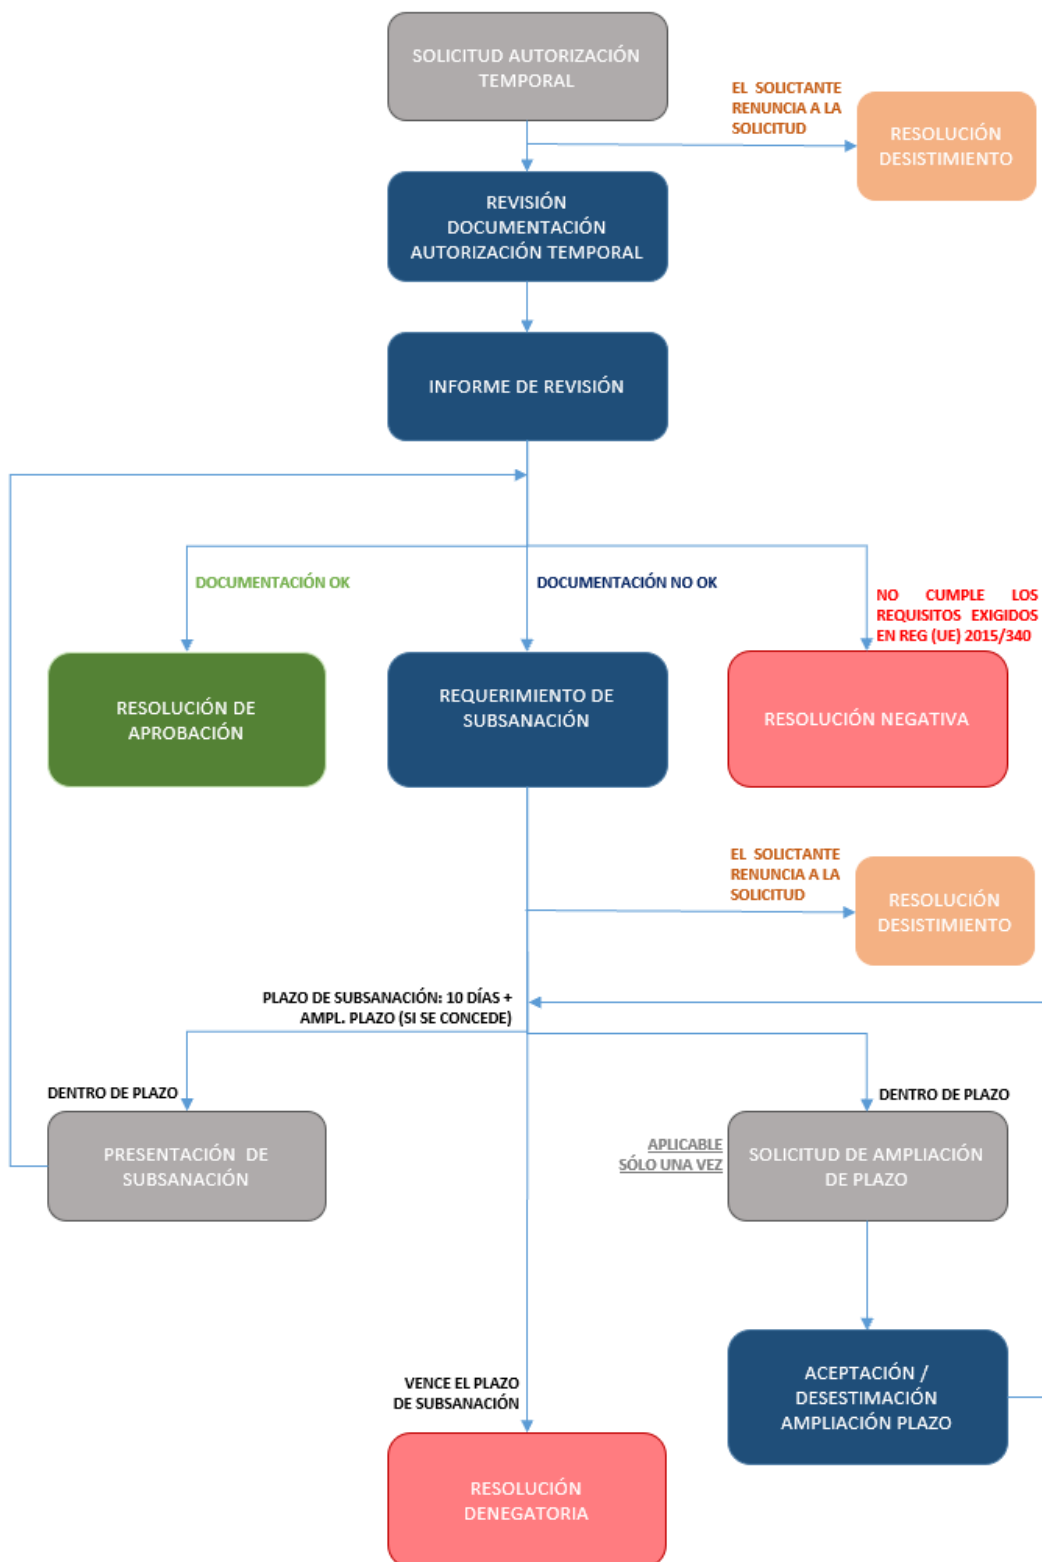 SOLICITUD AUTORIZACIÓN
TEMPORAL
EL SOLICTANTE
RENUNCIA A LA
SOLICITUD
RESOLUCIÓN
DESISTIMIENTO
REVISIÓN
DOCUMENTACIÓN
AUTORIZACIÓN TEMPORAL
INFORME DE REVISIÓN
DOCUMENTACIÓN OK
DOCUMENTACIÓN NO OK
NO CUMPLE LOS
REQUISITOS EXIGIDOS
EN REG (UE) 2015/340
RESOLUCIÓN DE
APROBACIÓN
REQUERIMIENTO DE
SUBSANACIÓN
RESOLUCIÓN NEGATIVA
EL SOLICTANTE
RENUNCIA A LA
SOLICITUD
RESOLUCIÓN
DESISTIMIENTO
PLAZO DE SUBSANACIÓN: 10 DÍAS +
AMPL. PLAZO (SI SE CONCEDE)
DENTRO DE PLAZO
DENTRO DE PLAZO
PRESENTACIÓN DE
SUBSANACIÓN
APLICABLE
SÓLO UNA VEZ
SOLICITUD DE AMPLIACIÓN
DE PLAZO
ACEPTACIÓN /
DESESTIMACIÓN
AMPLIACIÓN PLAZO
VENCE EL PLAZO
DE SUBSANACIÓN
RESOLUCIÓN
DENEGATORIA